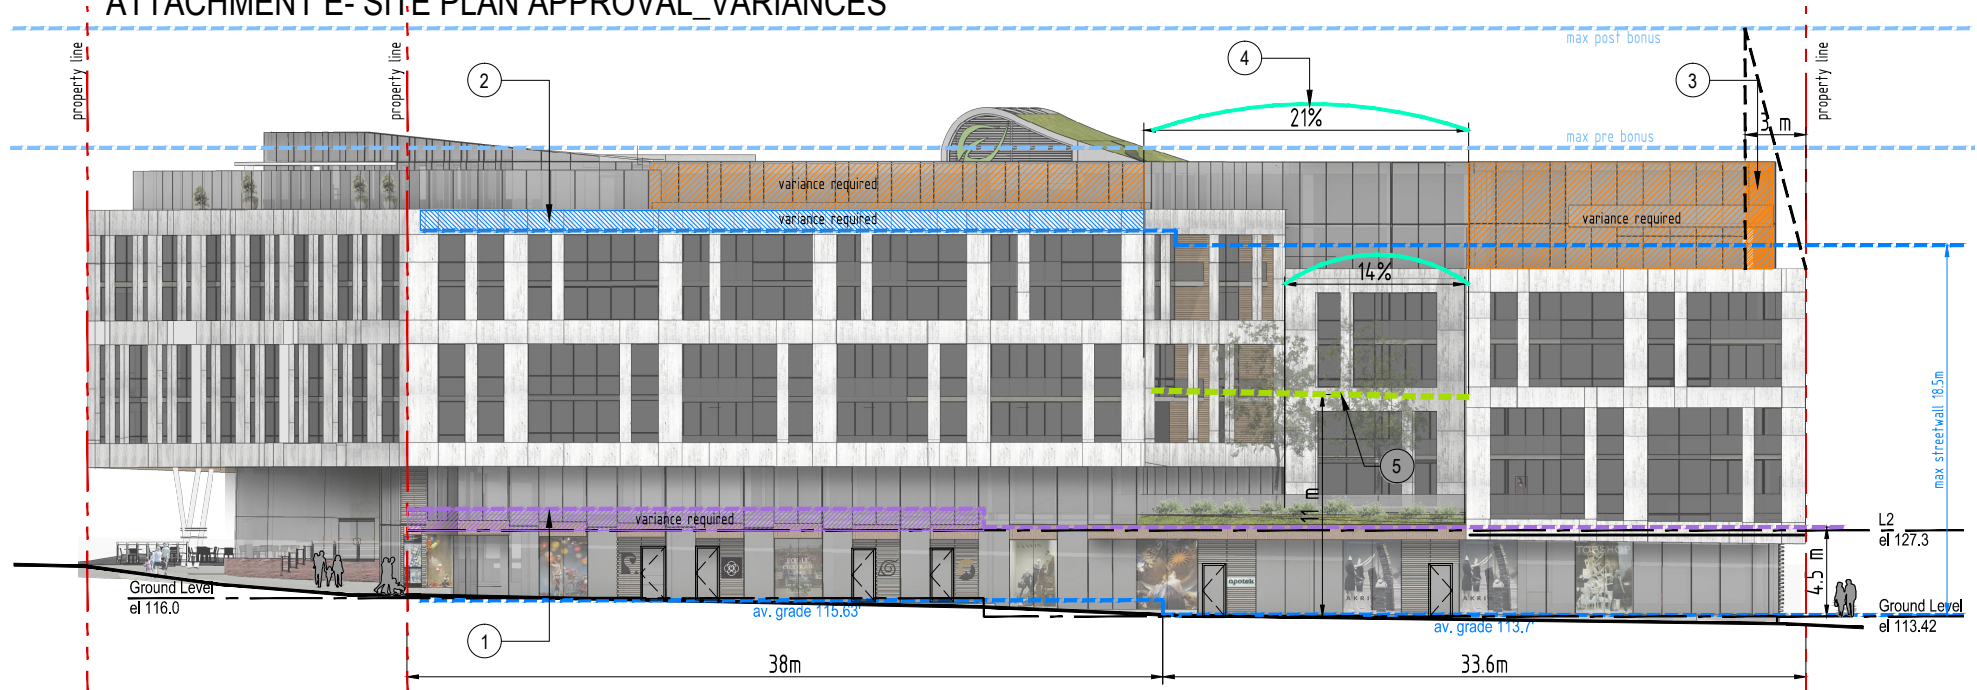 ATTACHMENT E- SITE PLAN APPROVAL_VARIANCES
property line
property line
property line
max post bonus
max pre bonus
2
4
3
21%
3 m
variance required
variance required
variance required
14%
max streetwall 18.5m
5
11 m
variance required
L2
el 127.3
4.5 m
apotek
AKRI
AKRI
Ground Level
el 116.0
av. grade 115.63'
av. grade 113.7'
Ground Level
el 113.42
1
38m
33.6m